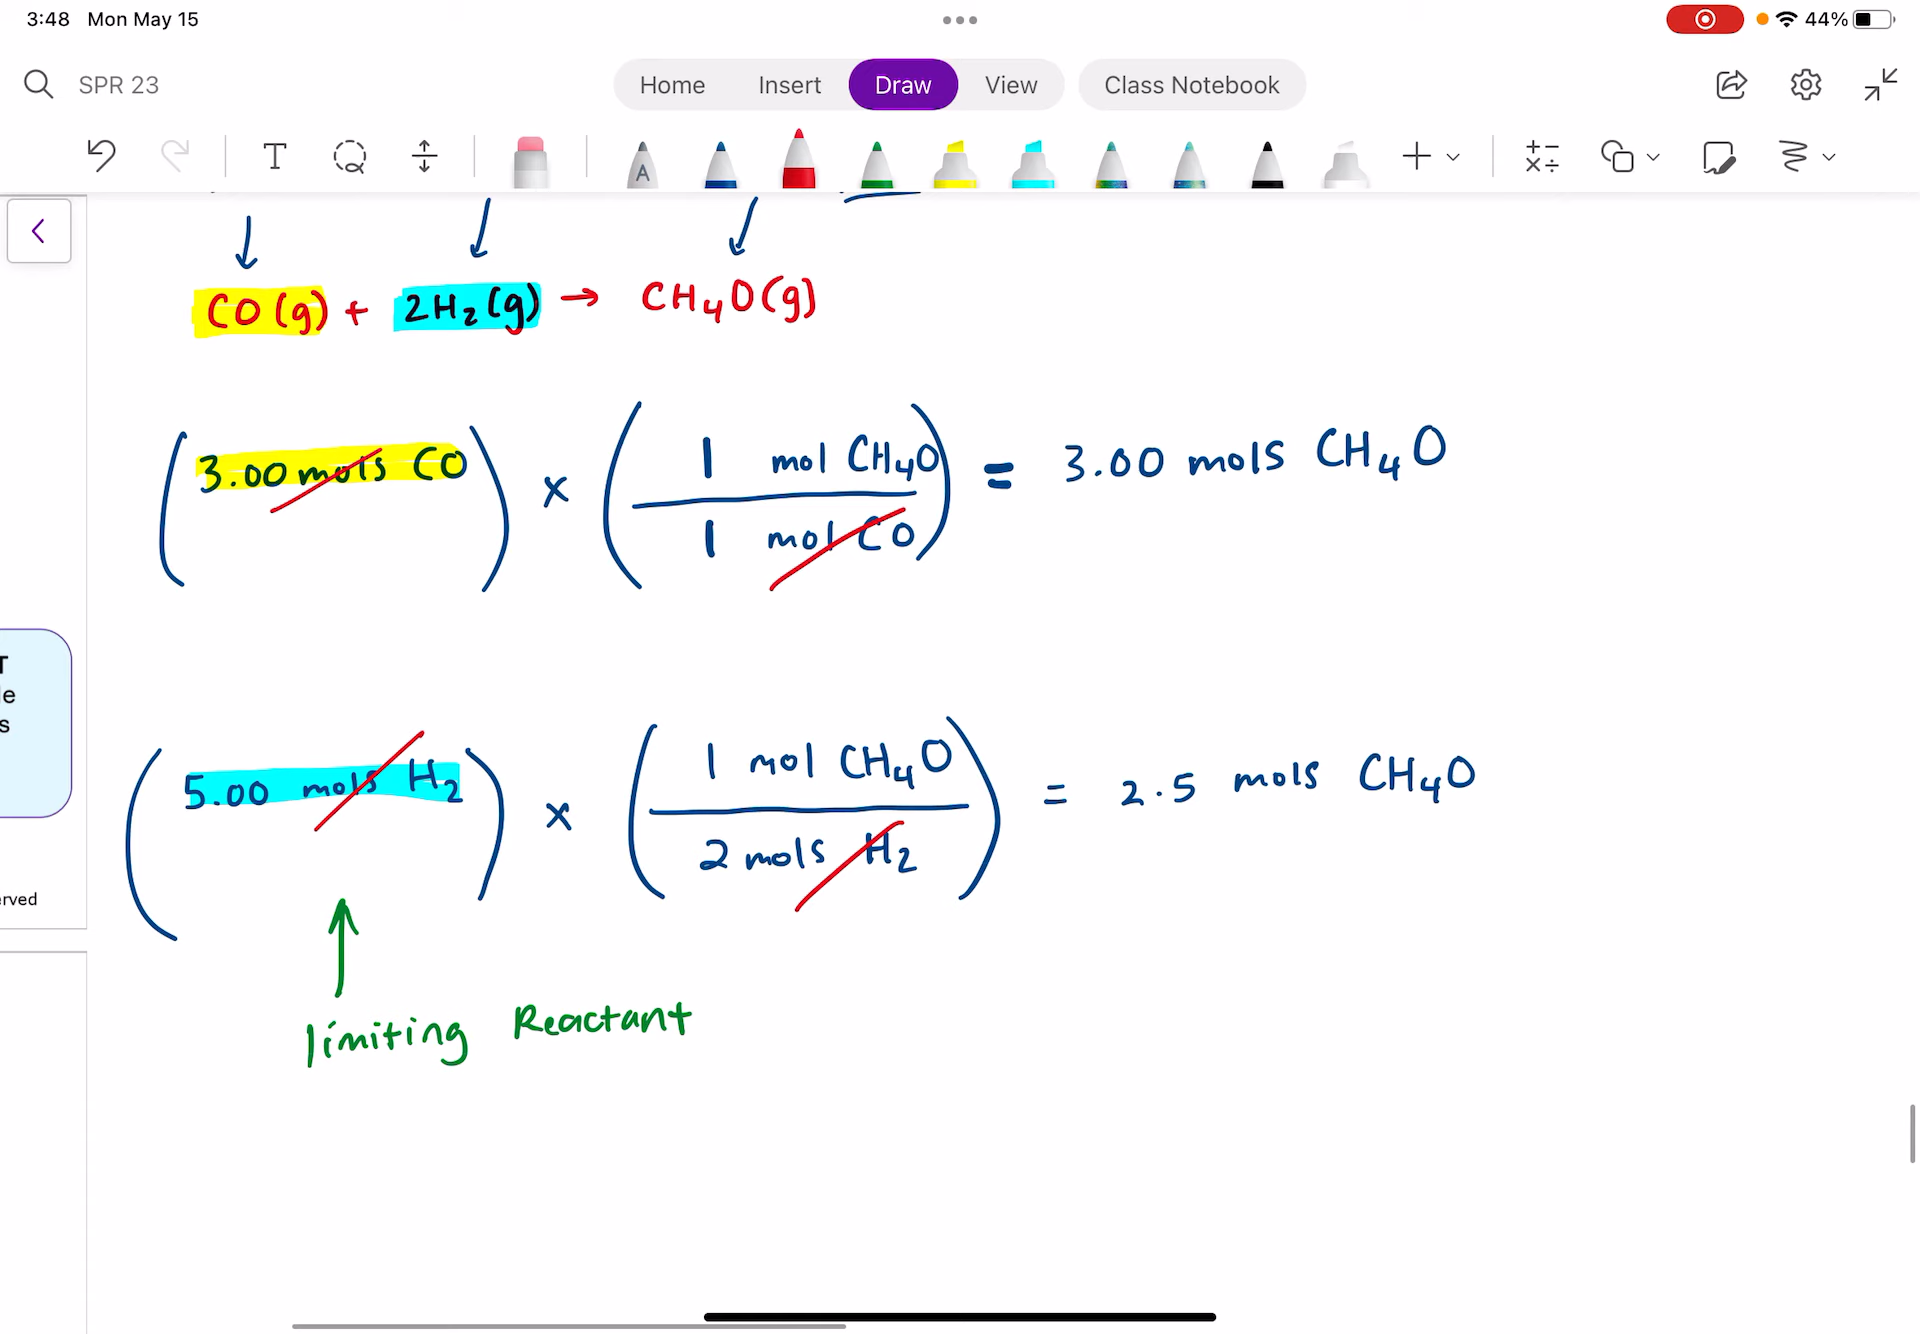 3:48 Mon May 15
44%
SPR 23
Home Insert Draw View Class Notebook
T
A
CO(g) + 2H₂(g) → CH₄O(g)
(3.00 mols CO) x (1 mol CH₄O / 1 mol CO) = 3.00 mols CH₄O
T
le
s
(5.00 mols H₂) x (1 mol CH₄O / 2 mols H₂) = 2.5 mols CH₄O
erved
limiting Reactant